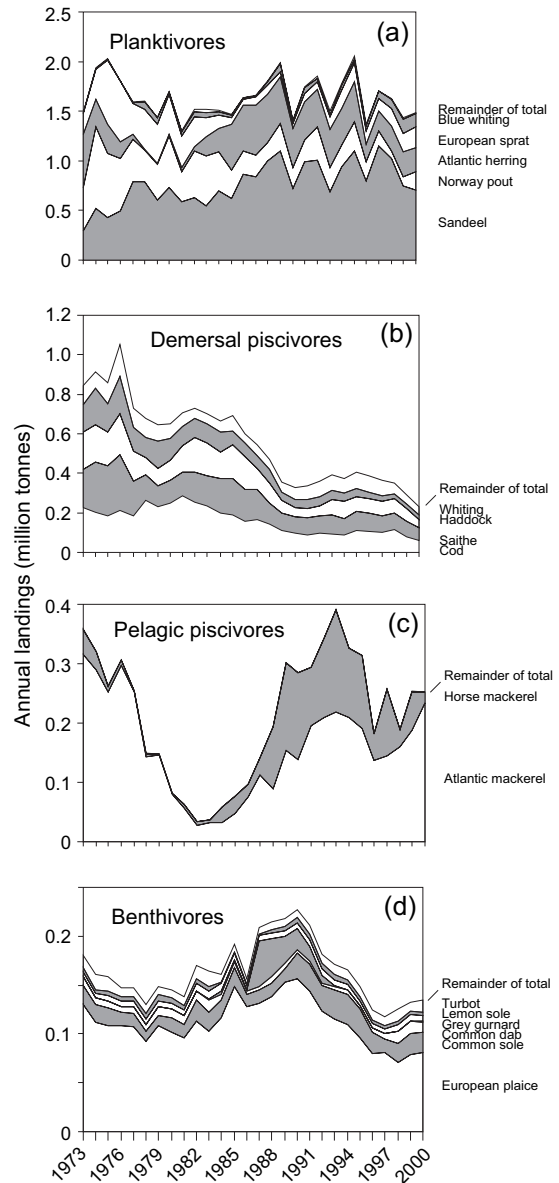 Annual landings (million tonnes)
(a)
Planktivores
2.5
2.0
1.5
1.0
0.5
0
Remainder of total
Blue whiting
European sprat
Atlantic herring
Norway pout
Sandeel
(b)
Demersal piscivores
1.2
1.0
0.8
0.6
0.4
0.2
0
Remainder of total
Whiting
Haddock
Saithe
Cod
(c)
Pelagic piscivores
0.4
0.3
0.2
0.1
0
Remainder of total
Horse mackerel
Atlantic mackerel
(d)
Benthivores
0.2
0.1
0
Remainder of total
Turbot
Lemon sole
Grey gurnard
Common dab
Common sole
European plaice
1973 1976 1979 1982 1985 1988 1991 1994 1997 2000